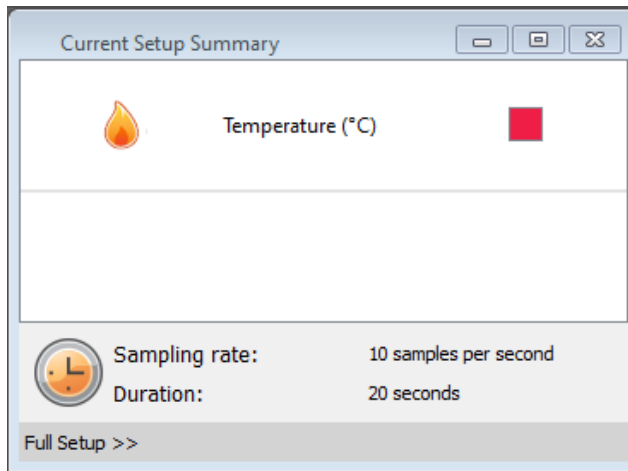 Current Setup Summary
Temperature (°C)
Sampling rate: 10 samples per second
Duration: 20 seconds
Full Setup >>